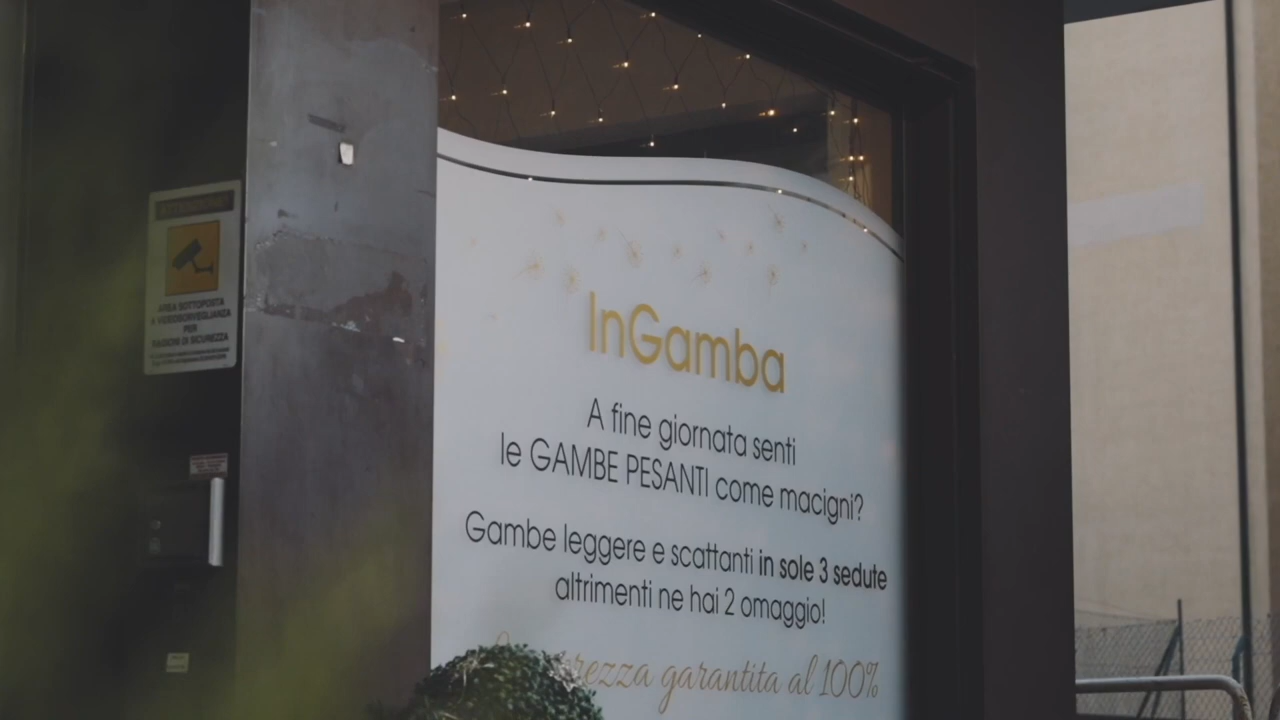 AREA SOTTOPOSTA
A VIDEOSORVEGLIANZA
PER
RAGIONI DI SICUREZZA
InGamba
A fine giornata senti
le GAMBE PESANTI come macigni?
Gambe leggere e scattanti in sole 3 sedute
altrimenti ne hai 2 omaggio!
garantita al 100%